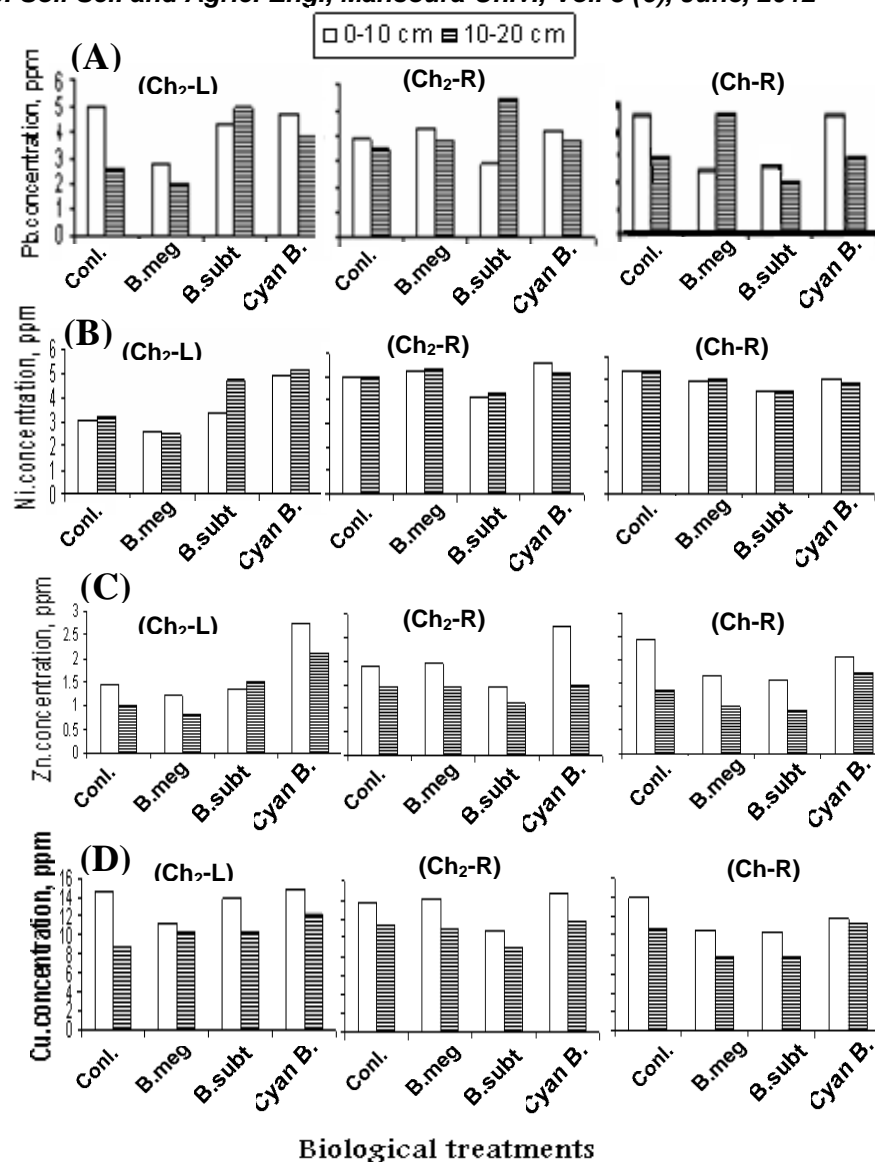 Soil Sci. and Agric. Eng., Mansoura Univ., Vol. 3 (6), June, 2012
0-10 cm 10-20 cm
(A)
(Ch₂-L) (Ch₂-R) (Ch-R)
Pb.concentration, ppm
6
5
4
3
2
1
0
Conl. B.meg B.subt Cyan B. Conl. B.meg B.subt Cyan B. Conl. B.meg B.subt Cyan B.
(B)
(Ch₂-L) (Ch₂-R) (Ch-R)
Ni.concentration, ppm
6
5
4
3
2
1
0
Conl. B.meg B.subt Cyan B. Conl. B.meg B.subt Cyan B. Conl. B.meg B.subt Cyan B.
(C)
(Ch₂-L) (Ch₂-R) (Ch-R)
Zn.concentration, ppm
3
2.5
2
1.5
1
0.5
0
Conl. B.meg B.subt Cyan B. Conl. B.meg B.subt Cyan B. Conl. B.meg B.subt Cyan B.
(D)
(Ch₂-L) (Ch₂-R) (Ch-R)
Cu.concentration, ppm
16
14
12
10
8
6
4
2
0
Conl. B.meg B.subt Cyan B. Conl. B.meg B.subt Cyan B. Conl. B.meg B.subt Cyan B.
Biological treatments